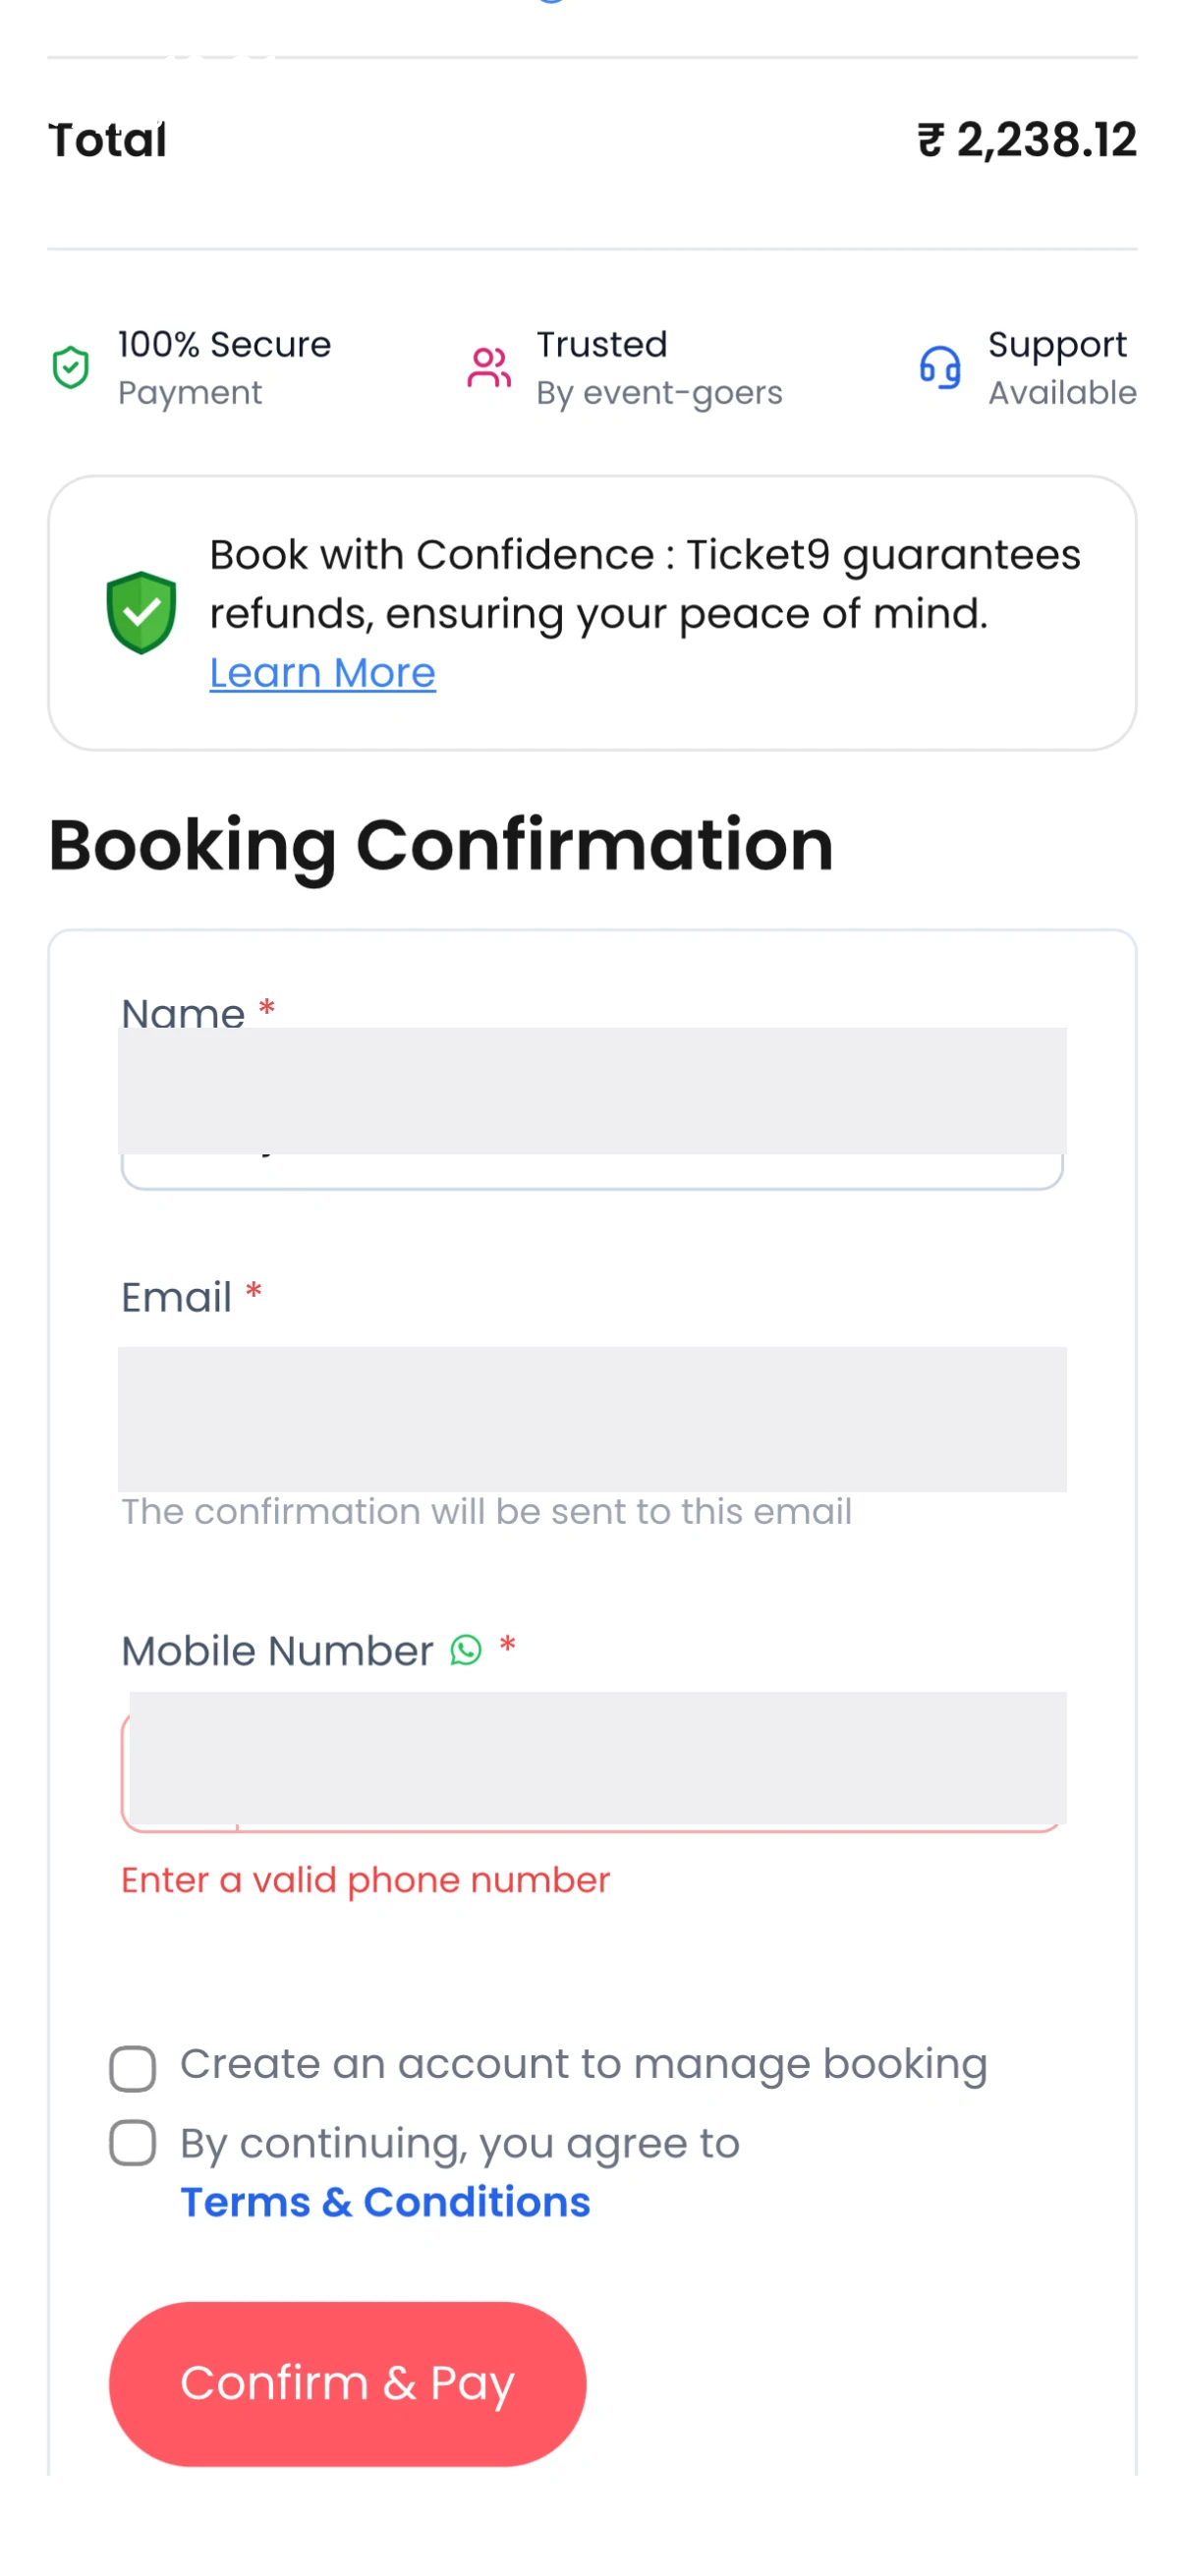 Total ₹ 2,238.12
100% Secure Trusted Support
Payment By event-goers Available
Book with Confidence : Ticket9 guarantees
refunds, ensuring your peace of mind.
Learn More
Booking Confirmation
Name *
Email *
The confirmation will be sent to this email
Mobile Number *
Enter a valid phone number
Create an account to manage booking
By continuing, you agree to
Terms & Conditions
Confirm & Pay